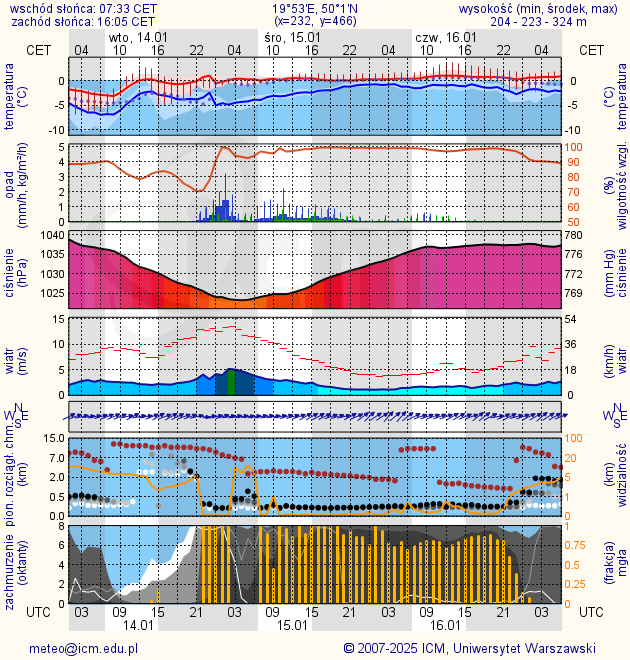 wschód słońca: 07:33 CET
zachód słońca: 16:05 CET
19°53'E, 50°1'N
(x=232, y=466)
wysokość (min, środek, max)
204 - 223 - 324 m
wto, 14.01 śro, 15.01 czw, 16.01
CET 04 10 16 22 04 10 16 22 04 10 16 22 04 CET
temperatura (°C)
0 -5 -10
0 -5 -10
temperatura (°C)
opad (mm/h, kg/m²/h)
5 4 3 2 1 0
100 90 80 70 60 50
wilgotność wzgl. (%)
ciśnienie (hPa)
1040 1035 1030 1025
780 776 772 769
ciśnienie (mm Hg)
wiatr (m/s)
15 10 5 0
54 36 18 0
wiatr (km/h)
N W E S
N W E S
pion. rozciągł. chm. (km)
15.0 7.0 2.0 0.5 0.0
100 20 5 1 0
widzialność (km)
zachmurzenie (oktanty)
8 6 4 2 0
1 0.75 0.5 0.25 0
mgła (frakcja)
UTC 03 09 15 21 03 09 15 21 03 09 15 21 03 UTC
14.01 15.01 16.01
meteo@icm.edu.pl
© 2007-2025 ICM, Uniwersytet Warszawski